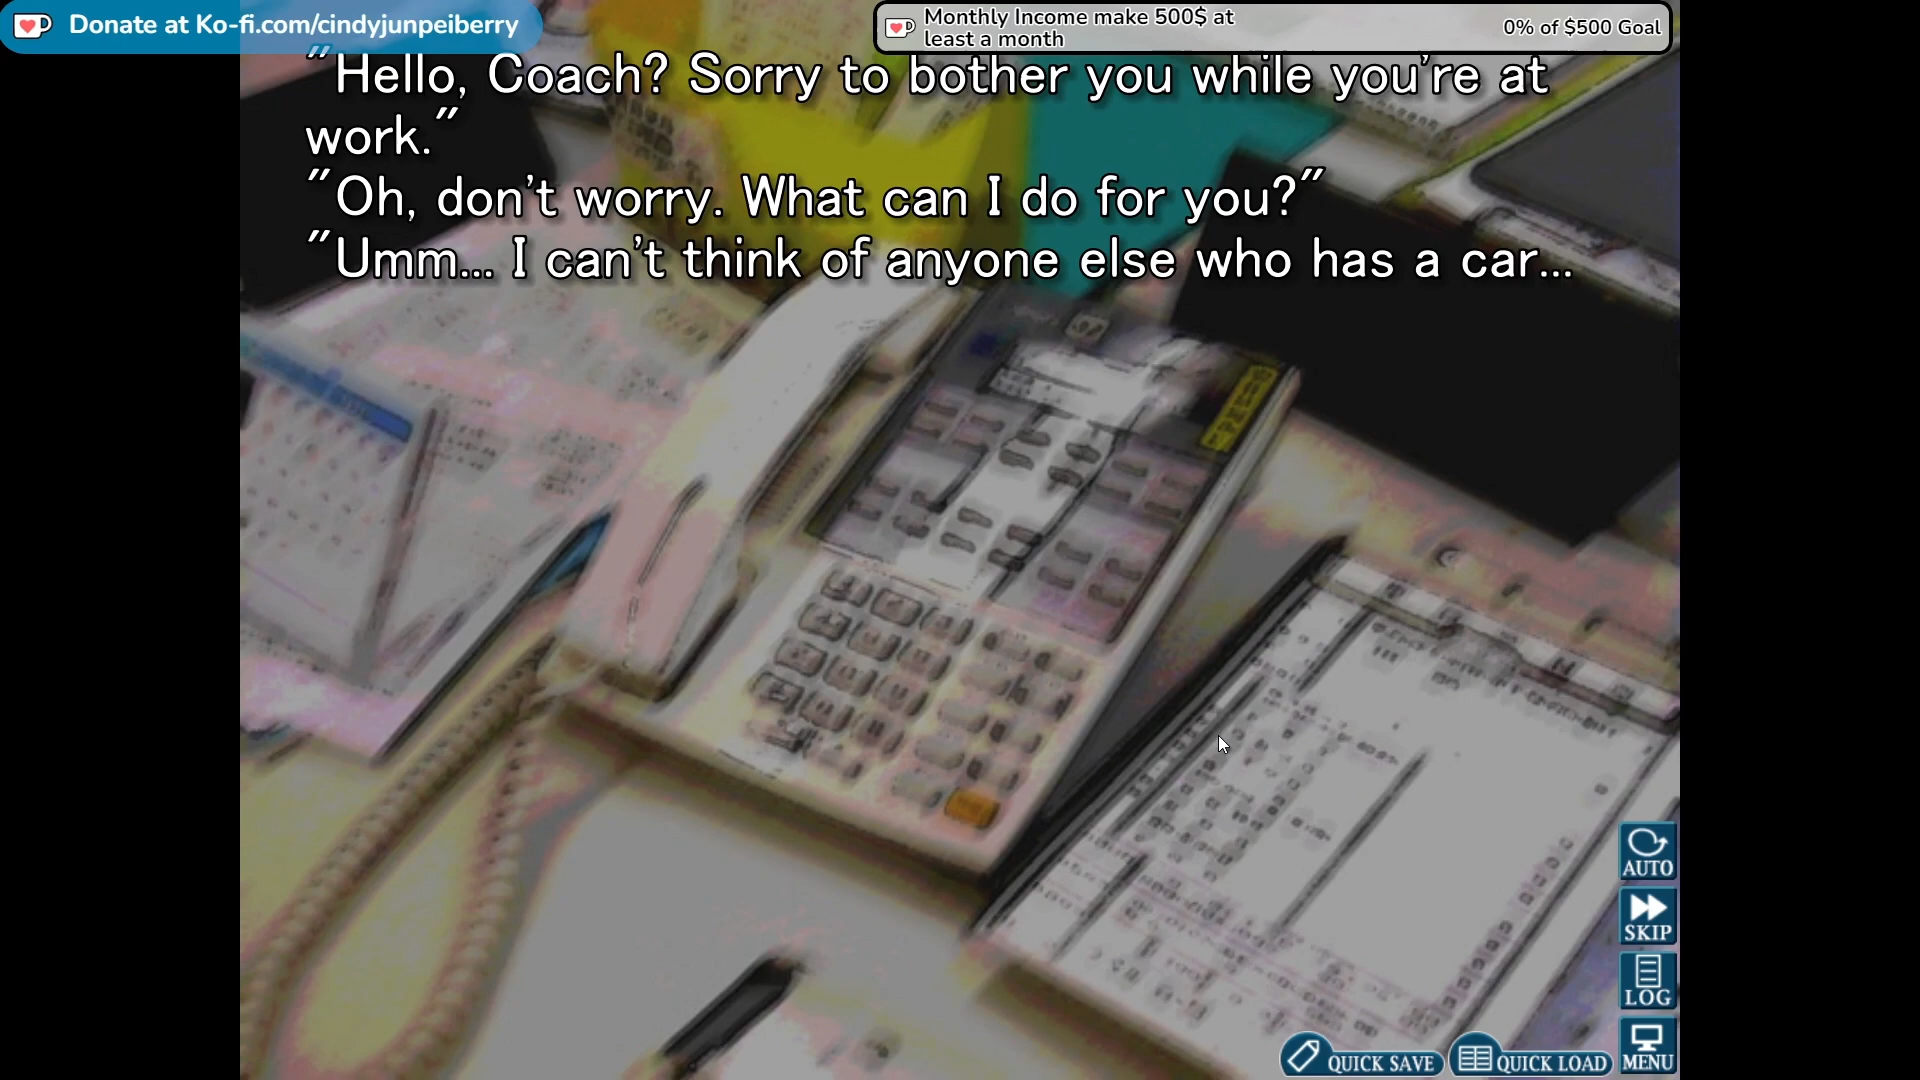 Donate at Ko-fi.com/cindyjunpeiberry
Monthly Income make 500$ at
least a month
0% of $500 Goal
"Hello, Coach? Sorry to bother you while you're at
work."
"Oh, don't worry. What can I do for you?"
"Umm... I can't think of anyone else who has a car...
AUTO
SKIP
LOG
MENU
QUICK SAVE
QUICK LOAD